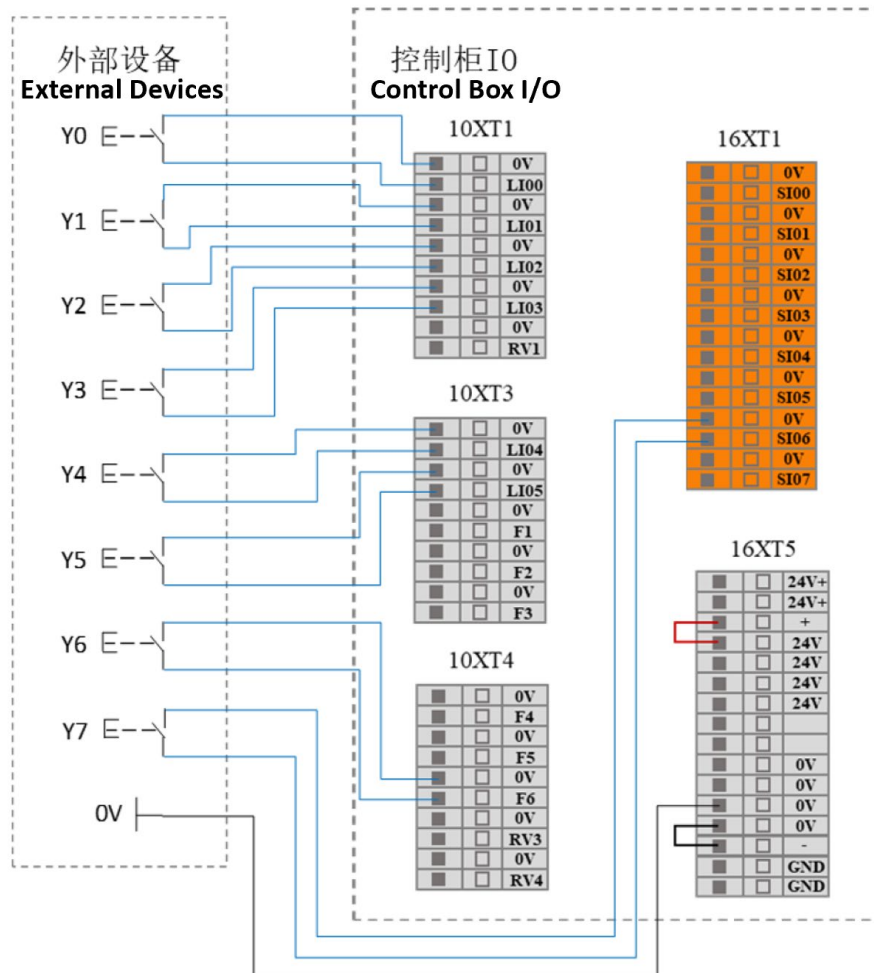 外部设备
External Devices
Y0
Y1
Y2
Y3
Y4
Y5
Y6
Y7
0V
控制柜IO
Control Box I/O
10XT1
0V
LI00
0V
LI01
0V
LI02
0V
LI03
0V
RV1
10XT3
0V
LI04
0V
LI05
0V
F1
0V
F2
0V
F3
10XT4
0V
F4
0V
F5
0V
F6
0V
RV3
0V
RV4
16XT1
0V
SI00
0V
SI01
0V
SI02
0V
SI03
0V
SI04
0V
SI05
0V
SI06
0V
SI07
16XT5
24V+
24V+
+
24V
24V
24V
24V
0V
0V
0V
0V
-
GND
GND